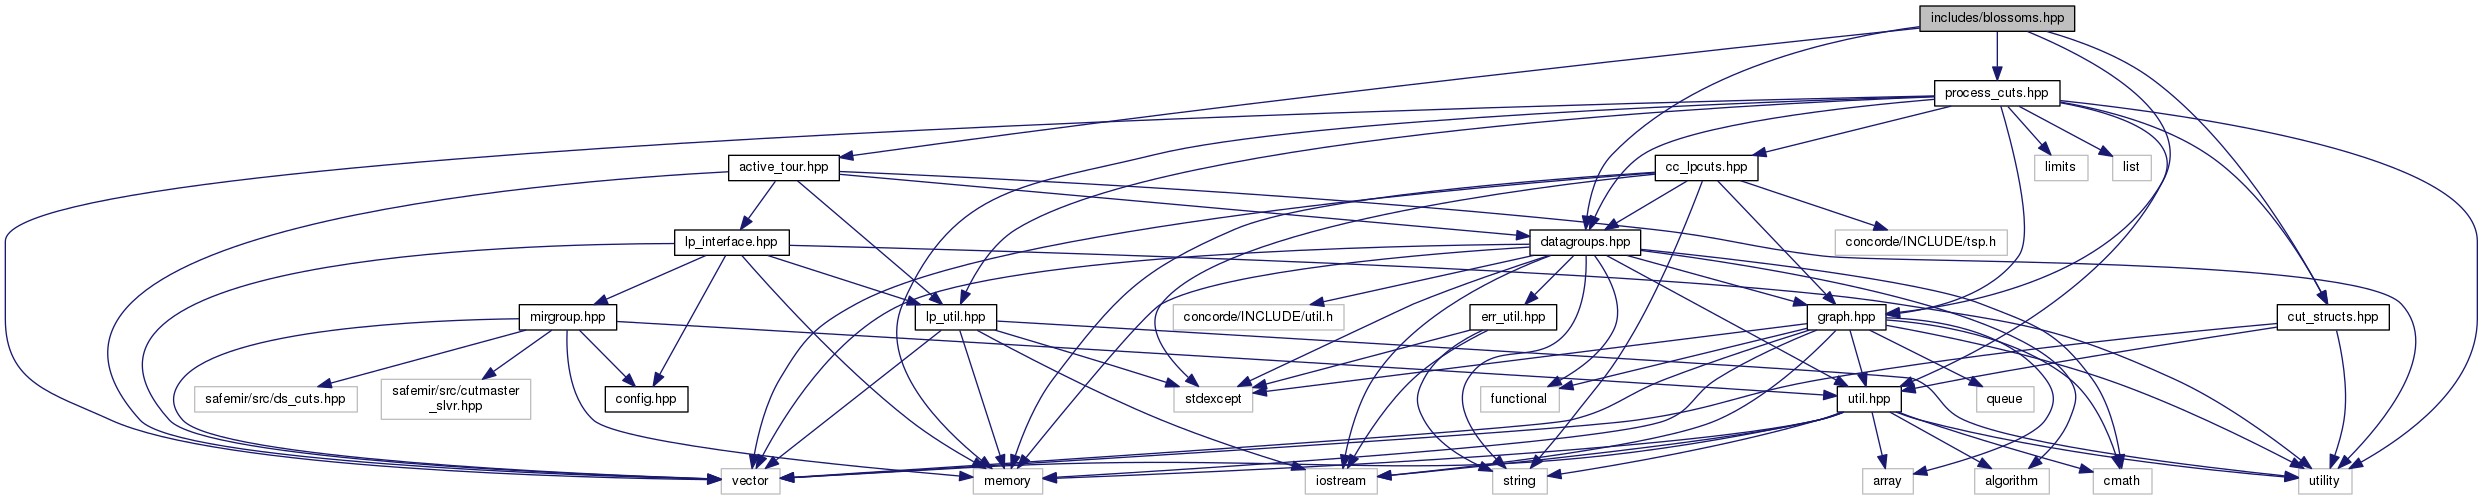 includes/blossoms.hpp
process_cuts.hpp
active_tour.hpp
cc_lpcuts.hpp
limits
list
lp_interface.hpp
datagroups.hpp
concorde/INCLUDE/tsp.h
mirgroup.hpp
lp_util.hpp
concorde/INCLUDE/util.h
err_util.hpp
graph.hpp
cut_structs.hpp
safemir/src/ds_cuts.hpp
safemir/src/cutmaster
_slvr.hpp
config.hpp
stdexcept
functional
util.hpp
queue
vector
memory
iostream
string
array
algorithm
cmath
utility